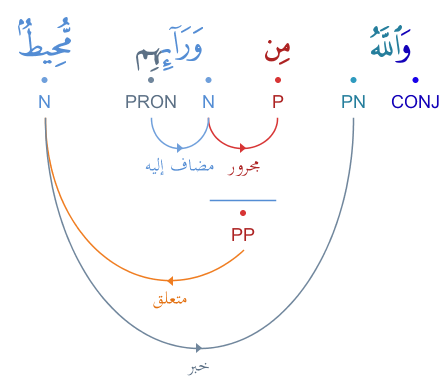 وَٱللَّهُ مِن وَرَآئِهِم مُّحِيطٌۢ
CONJ PN P N PRON N
مجرور مضاف إليه
PP
متعلق
خبر